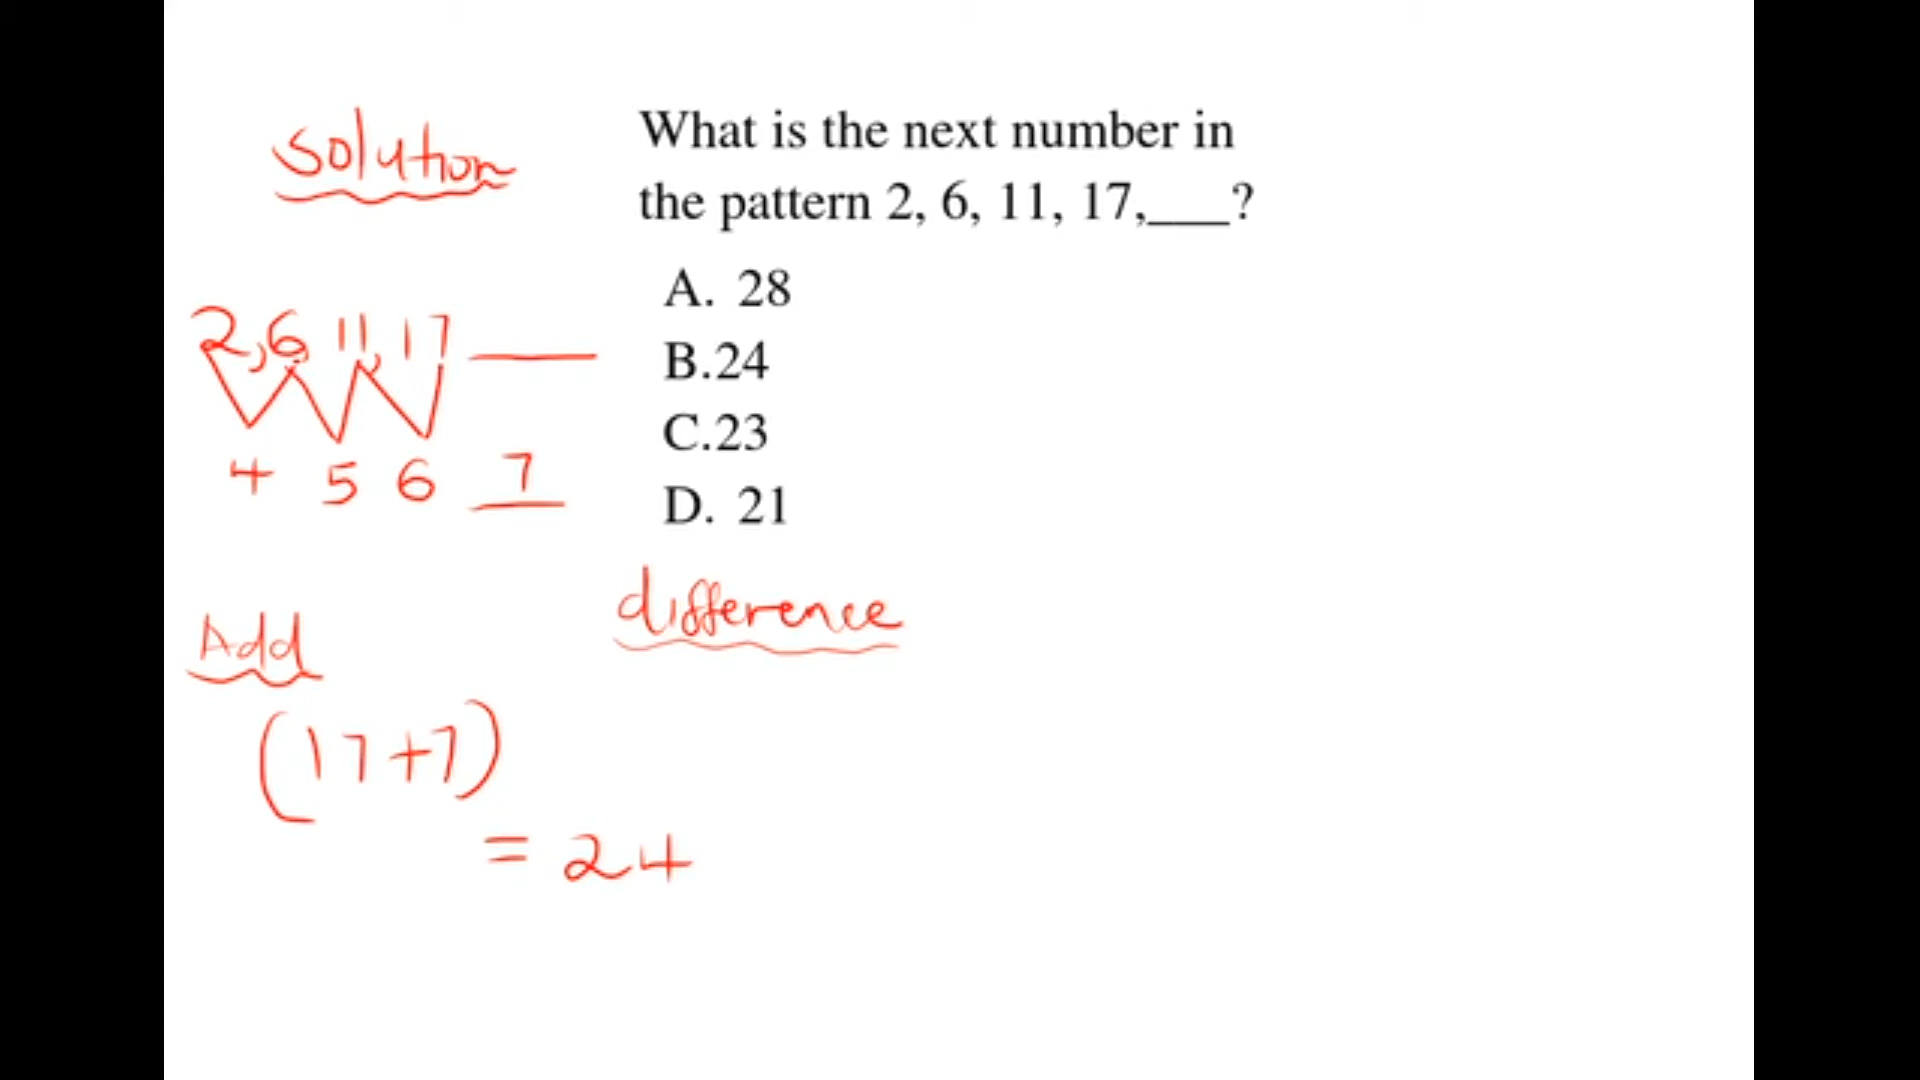 solution
What is the next number in
the pattern 2, 6, 11, 17,___?
A. 28
B.24
C.23
D. 21
2,6,11,17 ___
4 5 6 7
difference
Add
(17+7)
= 24